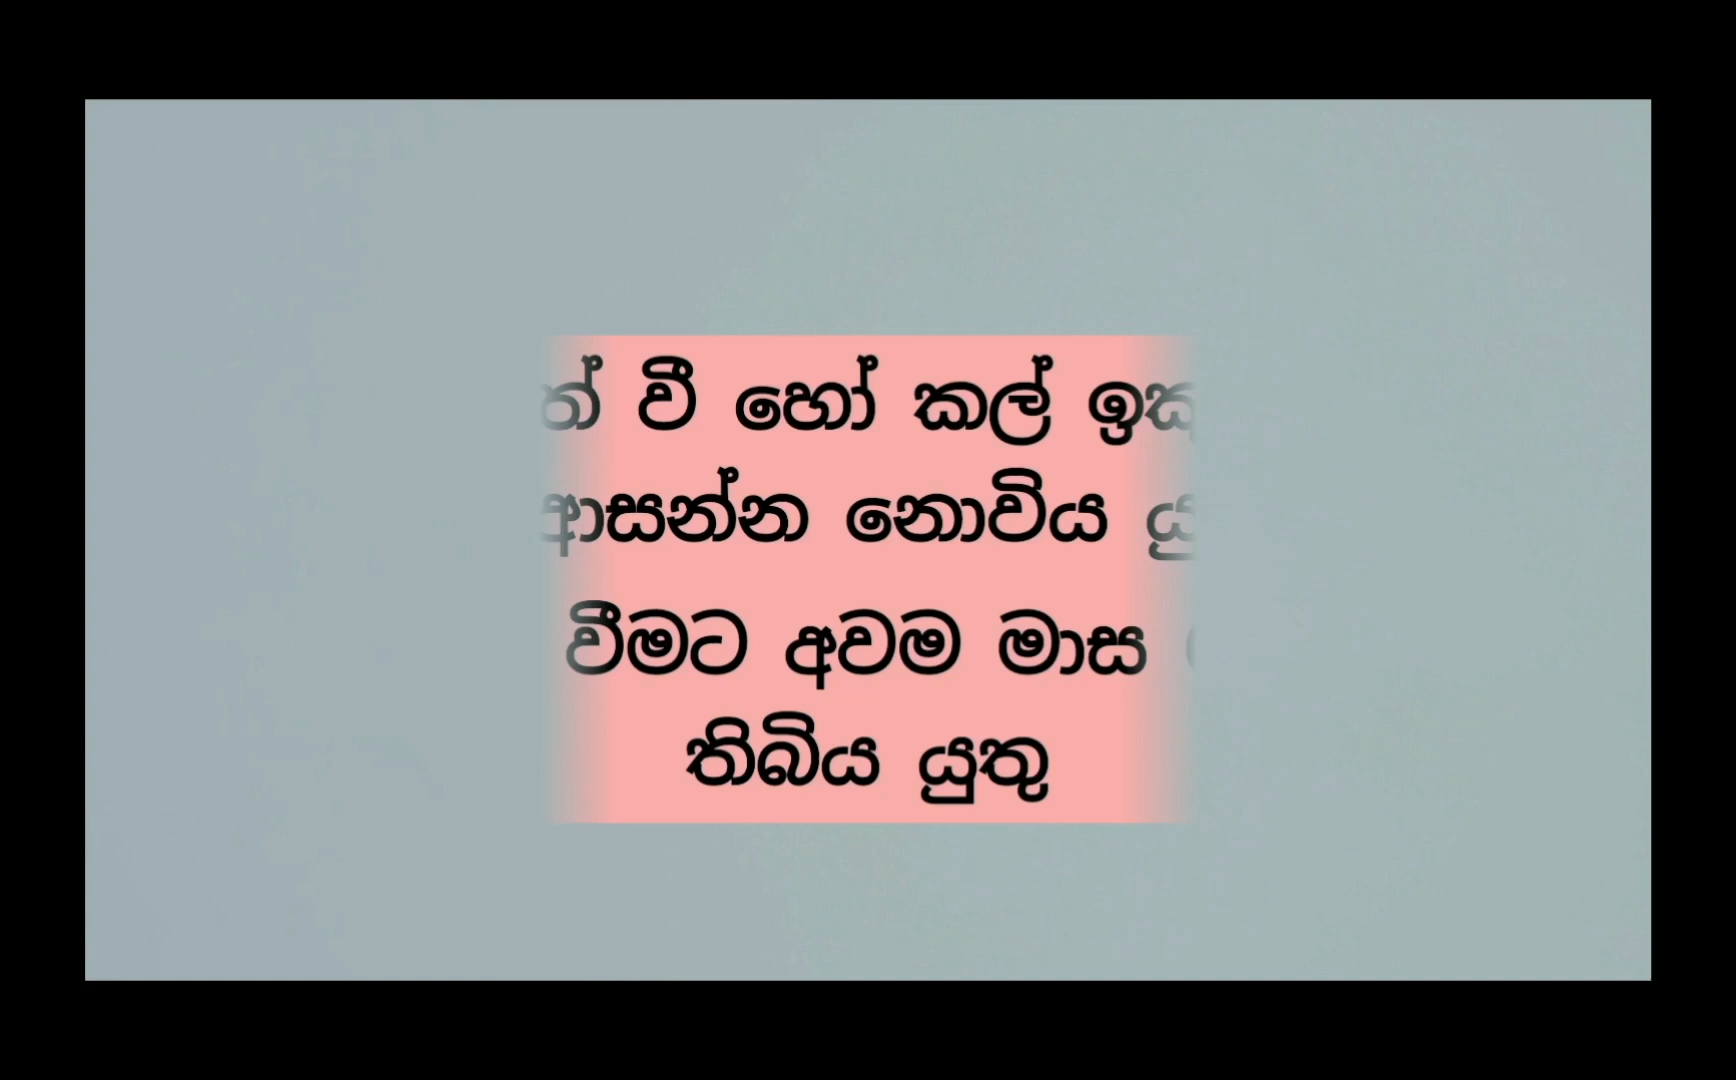 වී හෝ කල්
ආසන්න නොවිය
වීමට අවම මාස
තිබිය යුතු